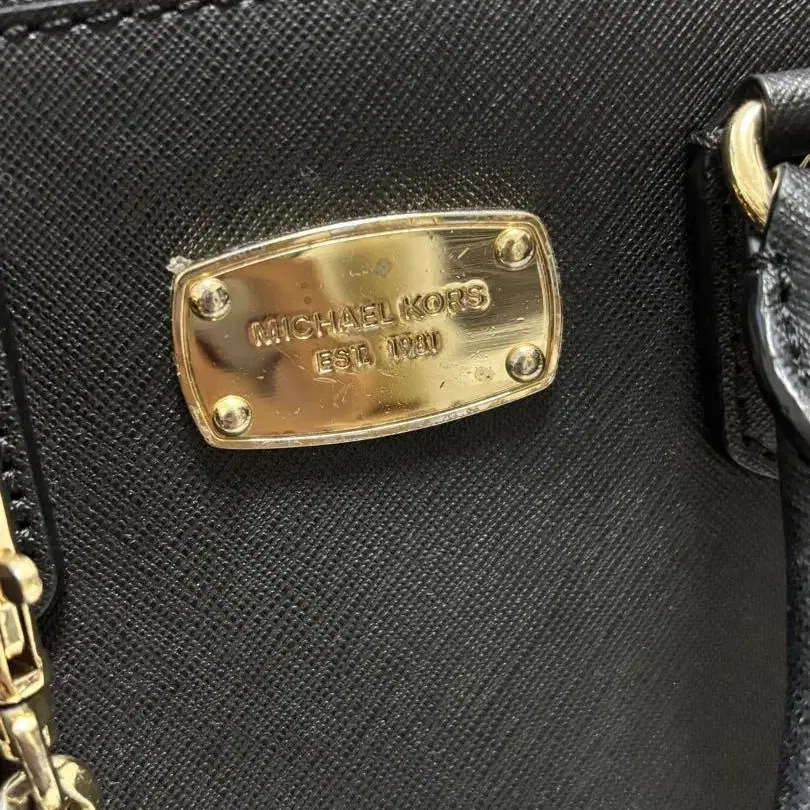 MICHAEL KORS
EST. 1981